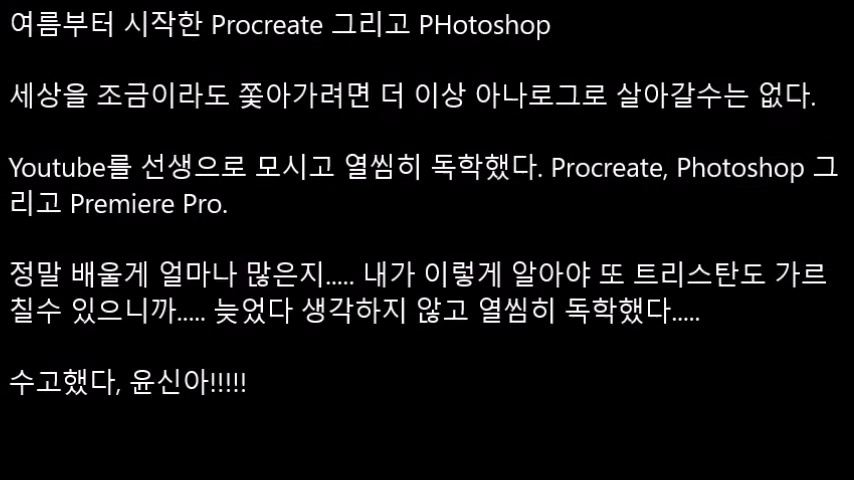 여름부터 시작한 Procreate 그리고 PHotoshop
세상을 조금이라도 쫓아가려면 더 이상 아나로그로 살아갈수는 없다.
Youtube를 선생으로 모시고 열씸히 독학했다. Procreate, Photoshop 그
리고 Premiere Pro.
정말 배울게 얼마나 많은지..... 내가 이렇게 알아야 또 트리스탄도 가르
칠수 있으니까..... 늦었다 생각하지 않고 열씸히 독학했다.....
수고했다, 윤신아!!!!!